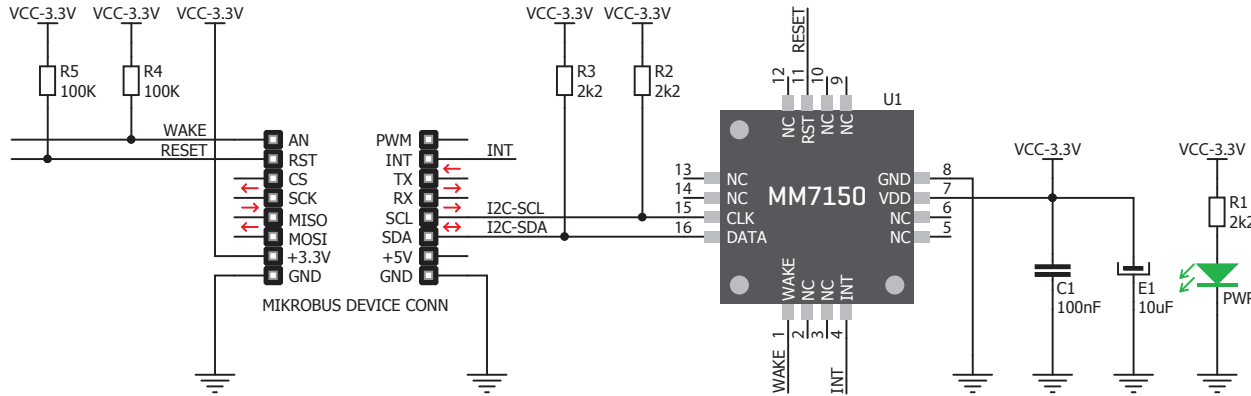 VCC-3.3V
VCC-3.3V
VCC-3.3V
R5
100K
R4
100K
WAKE
RESET
AN
RST
CS
SCK
MISO
MOSI
+3.3V
GND
PWM
INT
TX
RX
SCL
SDA
+5V
GND
MIKROBUS DEVICE CONN
INT
I2C-SCL
I2C-SDA
VCC-3.3V
VCC-3.3V
R3
2k2
R2
2k2
RESET
12
11
10
9
NC
RST
NC
NC
U1
13
14
15
16
NC
NC
CLK
DATA
MM7150
GND
VDD
NC
NC
8
7
6
5
WAKE
NC
NC
INT
1
2
3
4
WAKE
INT
VCC-3.3V
C1
100nF
E1
10uF
VCC-3.3V
R1
2k2
PWR